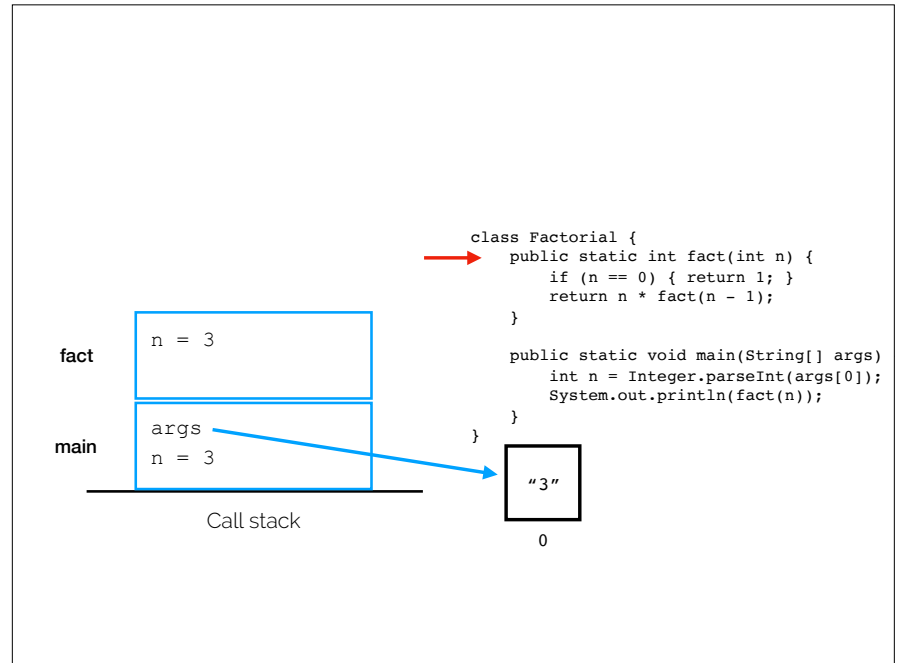 class Factorial {
public static int fact(int n) {
if (n == 0) { return 1; }
return n * fact(n - 1);
}
public static void main(String[] args)
int n = Integer.parseInt(args[0]);
System.out.println(fact(n));
}
}
fact
n = 3
main
args
n = 3
Call stack
“3”
0